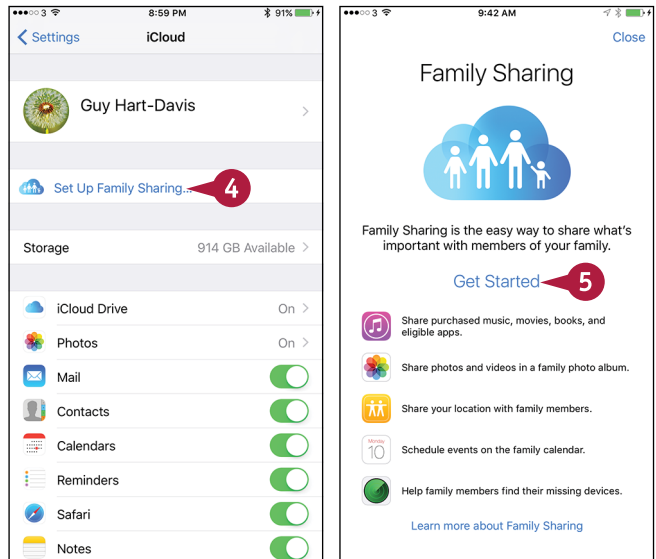 3 8:59 PM 91%
Settings iCloud
Guy Hart-Davis
Set Up Family Sharing...
4
Storage 914 GB Available
iCloud Drive On
Photos On
Mail
Contacts
Calendars
Reminders
Safari
Notes
3 9:42 AM
Close
Family Sharing
Family Sharing is the easy way to share what's
important with members of your family.
Get Started
5
Share purchased music, movies, books, and
eligible apps.
Share photos and videos in a family photo album.
Share your location with family members.
Monday
10
Schedule events on the family calendar.
Help family members find their missing devices.
Learn more about Family Sharing